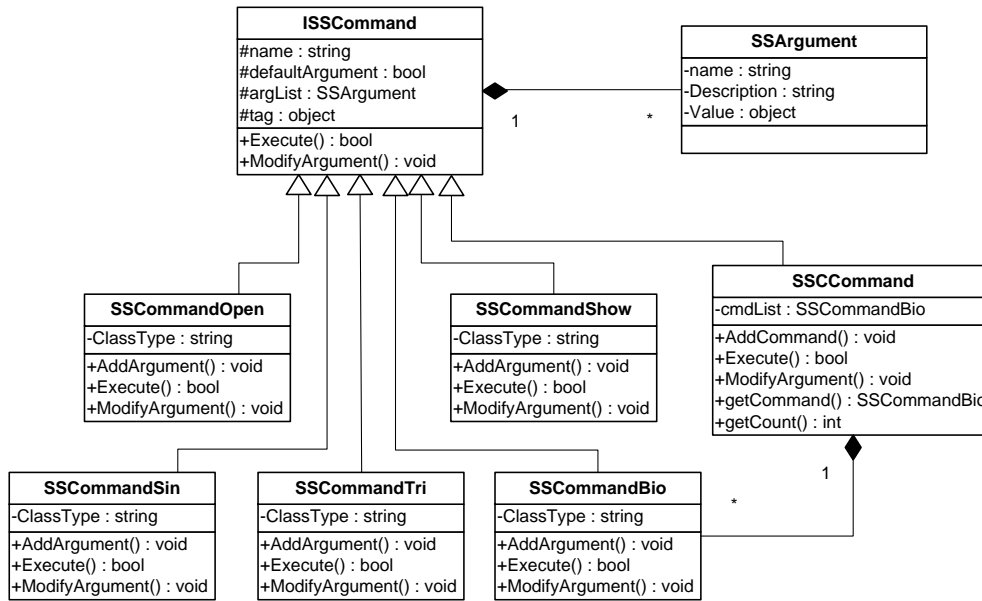 ISSCommand
#name : string
#defaultArgument : bool
#argList : SSArgument
#tag : object
+Execute() : bool
+ModifyArgument() : void
SSArgument
-name : string
-Description : string
-Value : object
1
*
SSCommandOpen
-ClassType : string
+AddArgument() : void
+Execute() : bool
+ModifyArgument() : void
SSCommandShow
-ClassType : string
+AddArgument() : void
+Execute() : bool
+ModifyArgument() : void
SSCCommand
-cmdList : SSCommandBio
+AddCommand() : void
+Execute() : bool
+ModifyArgument() : void
+getCommand() : SSCommandBio
+getCount() : int
1
*
SSCommandSin
-ClassType : string
+AddArgument() : void
+Execute() : bool
+ModifyArgument() : void
SSCommandTri
-ClassType : string
+AddArgument() : void
+Execute() : bool
+ModifyArgument() : void
SSCommandBio
-ClassType : string
+AddArgument() : void
+Execute() : bool
+ModifyArgument() : void